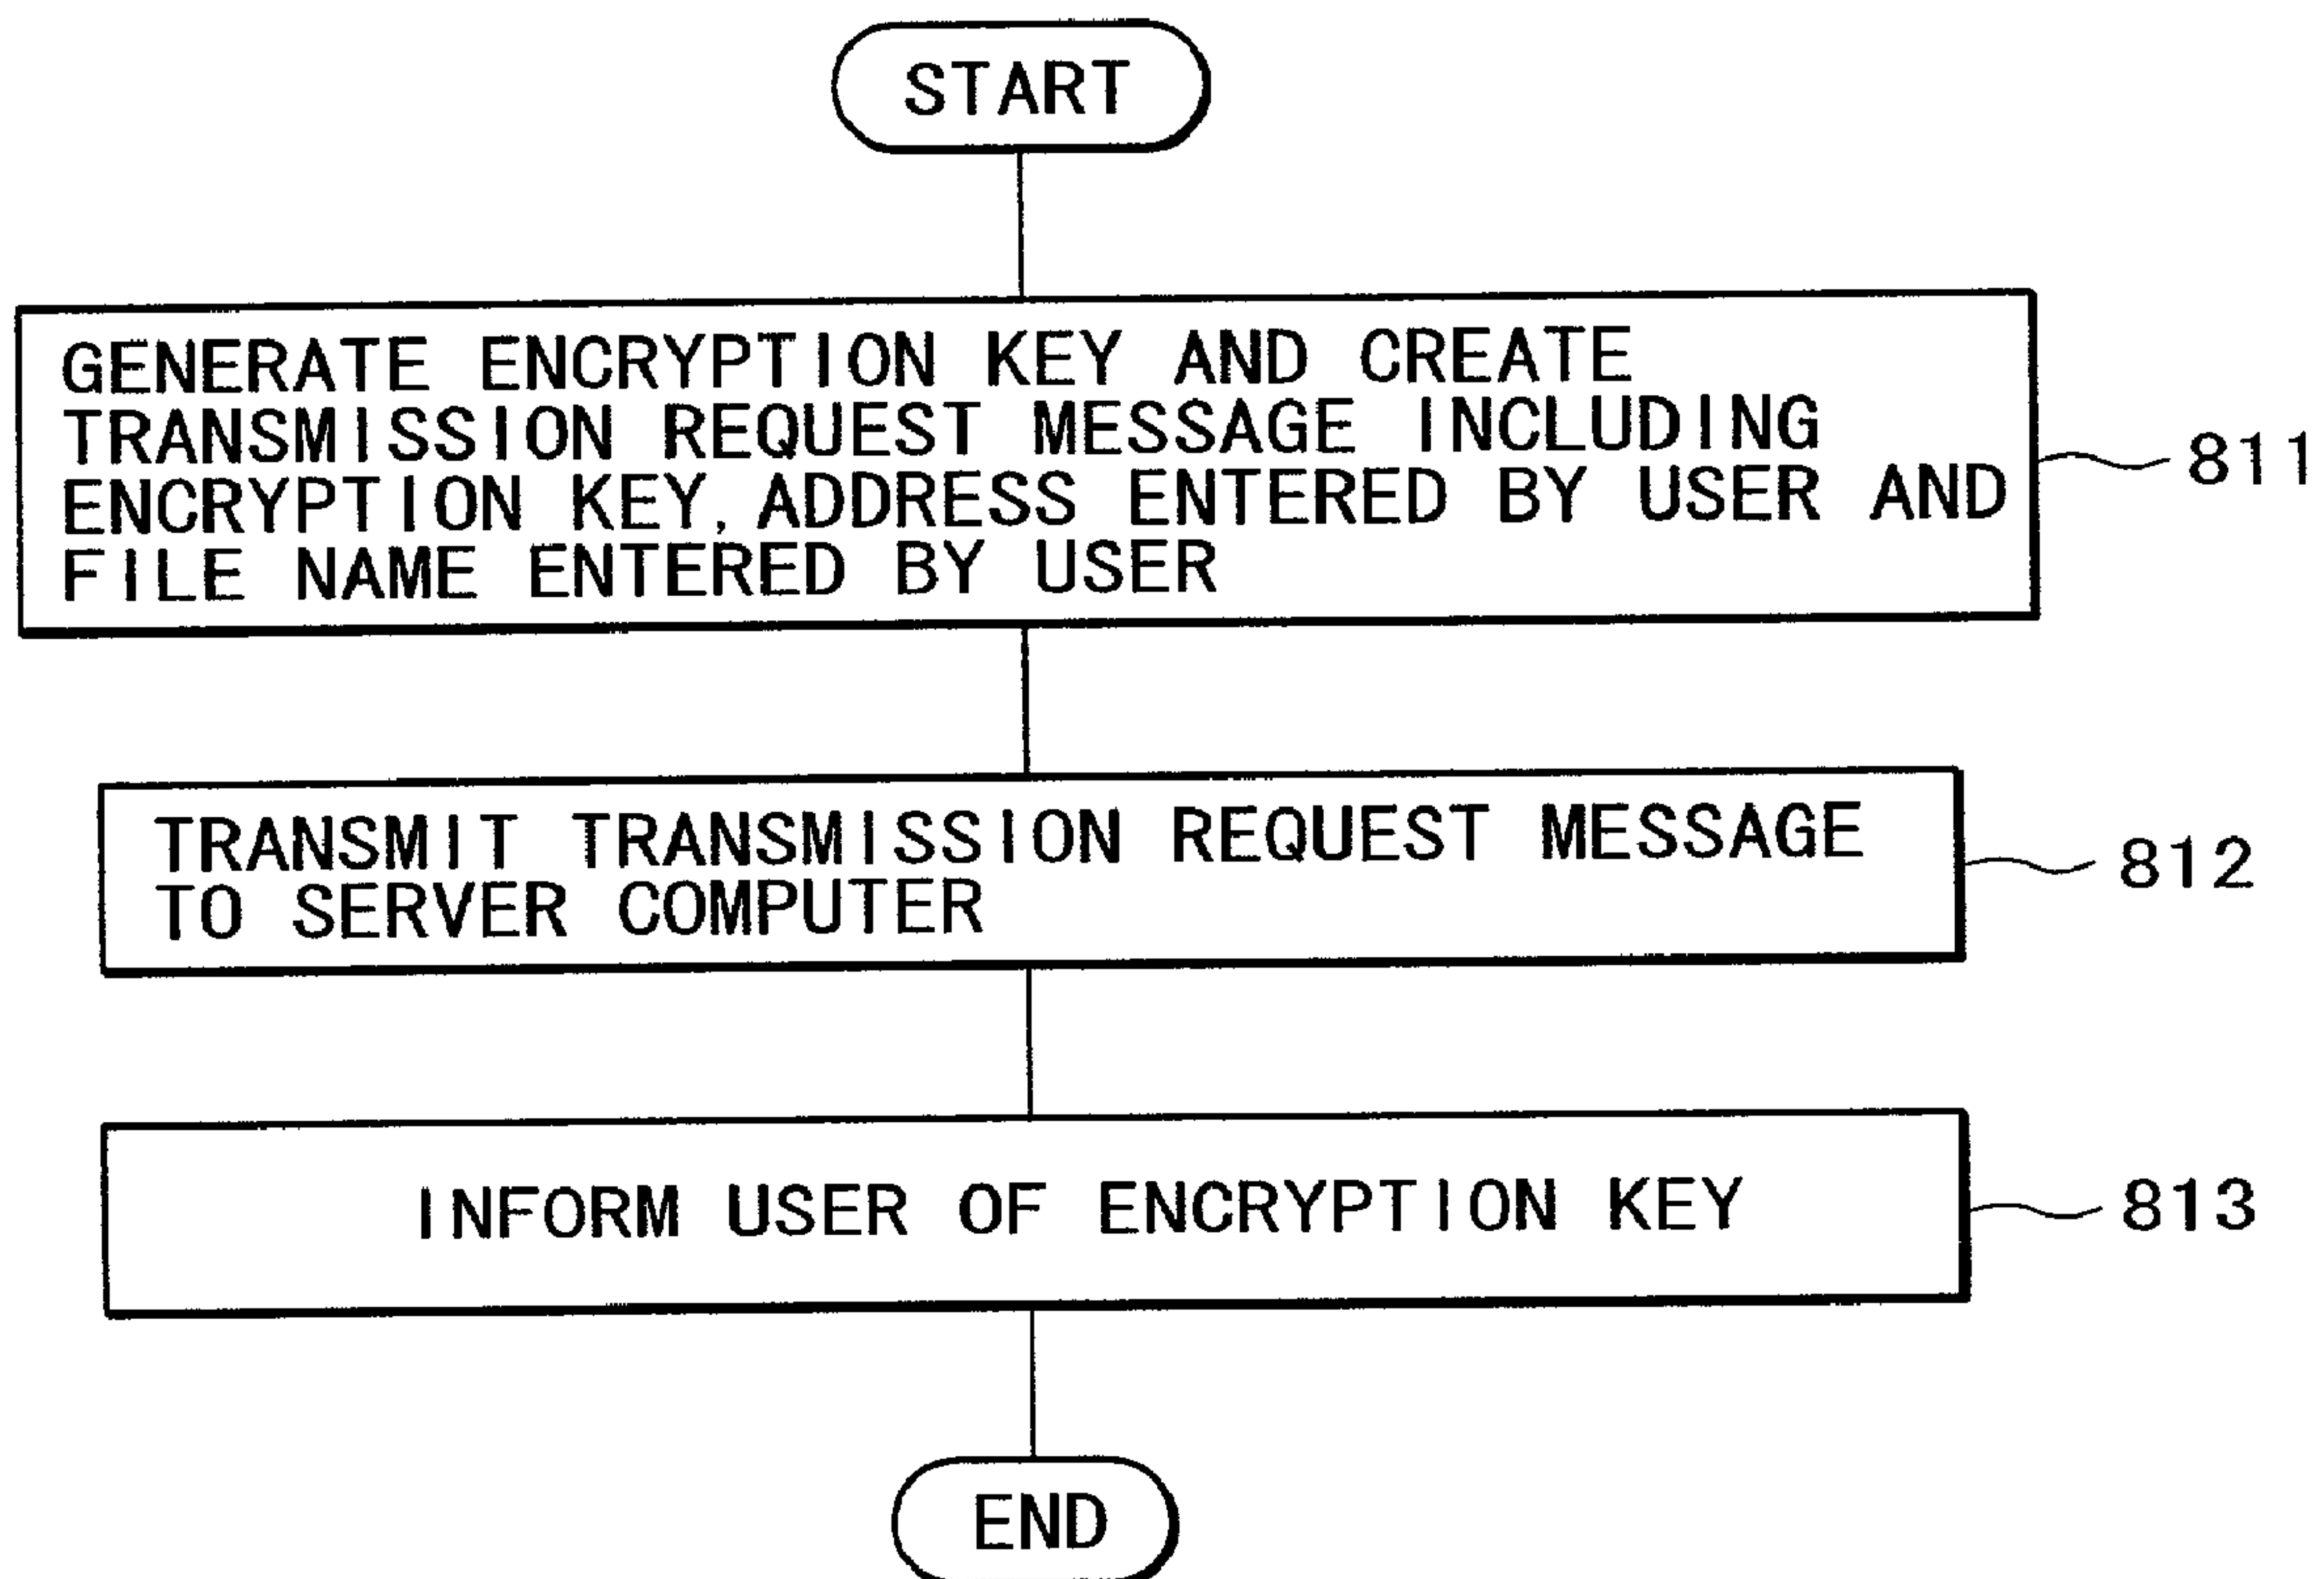 START
GENERATE ENCRYPTION KEY AND CREATE
TRANSMISSION REQUEST MESSAGE INCLUDING
ENCRYPTION KEY, ADDRESS ENTERED BY USER AND
FILE NAME ENTERED BY USER
811
TRANSMIT TRANSMISSION REQUEST MESSAGE
TO SERVER COMPUTER
812
INFORM USER OF ENCRYPTION KEY
813
END